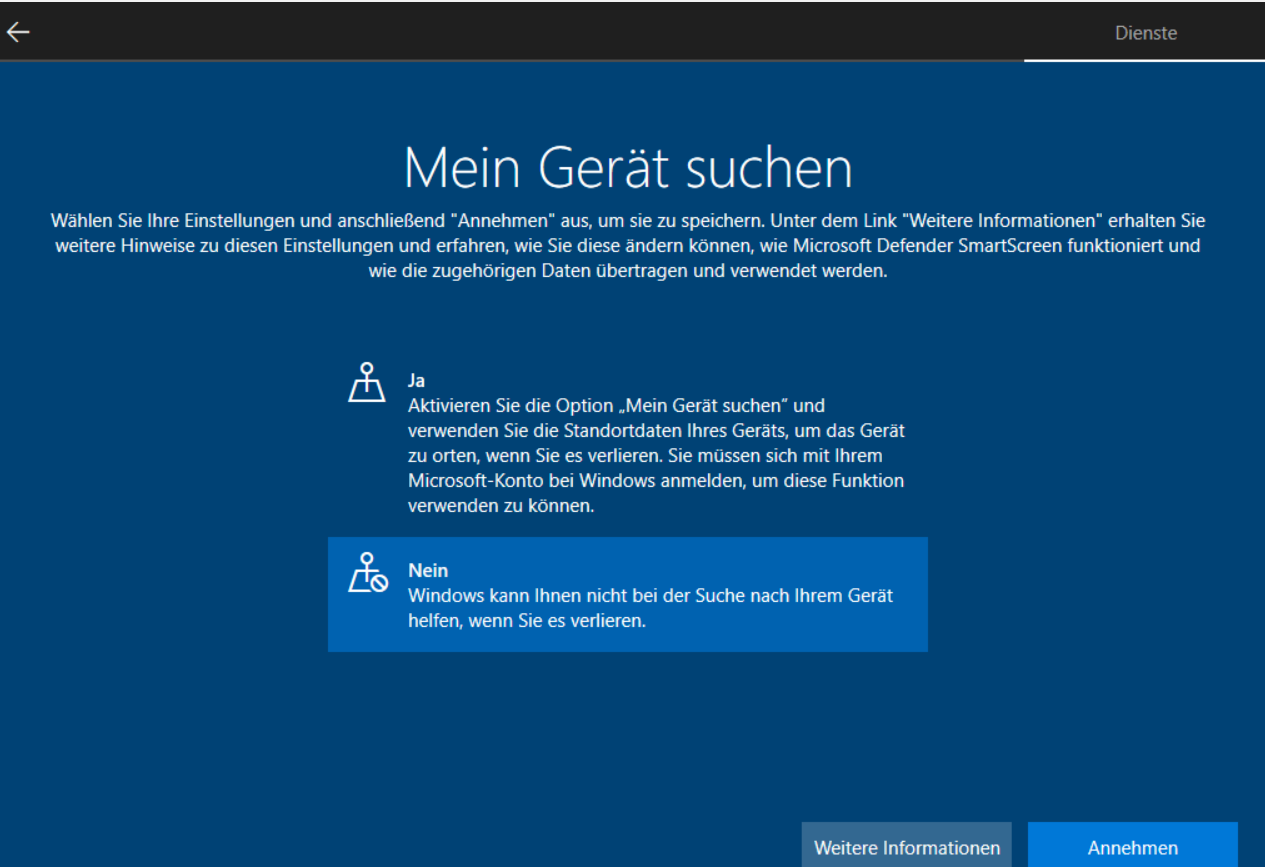 Dienste
Mein Gerät suchen
Wählen Sie Ihre Einstellungen und anschließend "Annehmen" aus, um sie zu speichern. Unter dem Link "Weitere Informationen" erhalten Sie
weitere Hinweise zu diesen Einstellungen und erfahren, wie Sie diese ändern können, wie Microsoft Defender SmartScreen funktioniert und
wie die zugehörigen Daten übertragen und verwendet werden.
Ja
Aktivieren Sie die Option „Mein Gerät suchen“ und
verwenden Sie die Standortdaten Ihres Geräts, um das Gerät
zu orten, wenn Sie es verlieren. Sie müssen sich mit Ihrem
Microsoft-Konto bei Windows anmelden, um diese Funktion
verwenden zu können.
Nein
Windows kann Ihnen nicht bei der Suche nach Ihrem Gerät
helfen, wenn Sie es verlieren.
Weitere Informationen
Annehmen